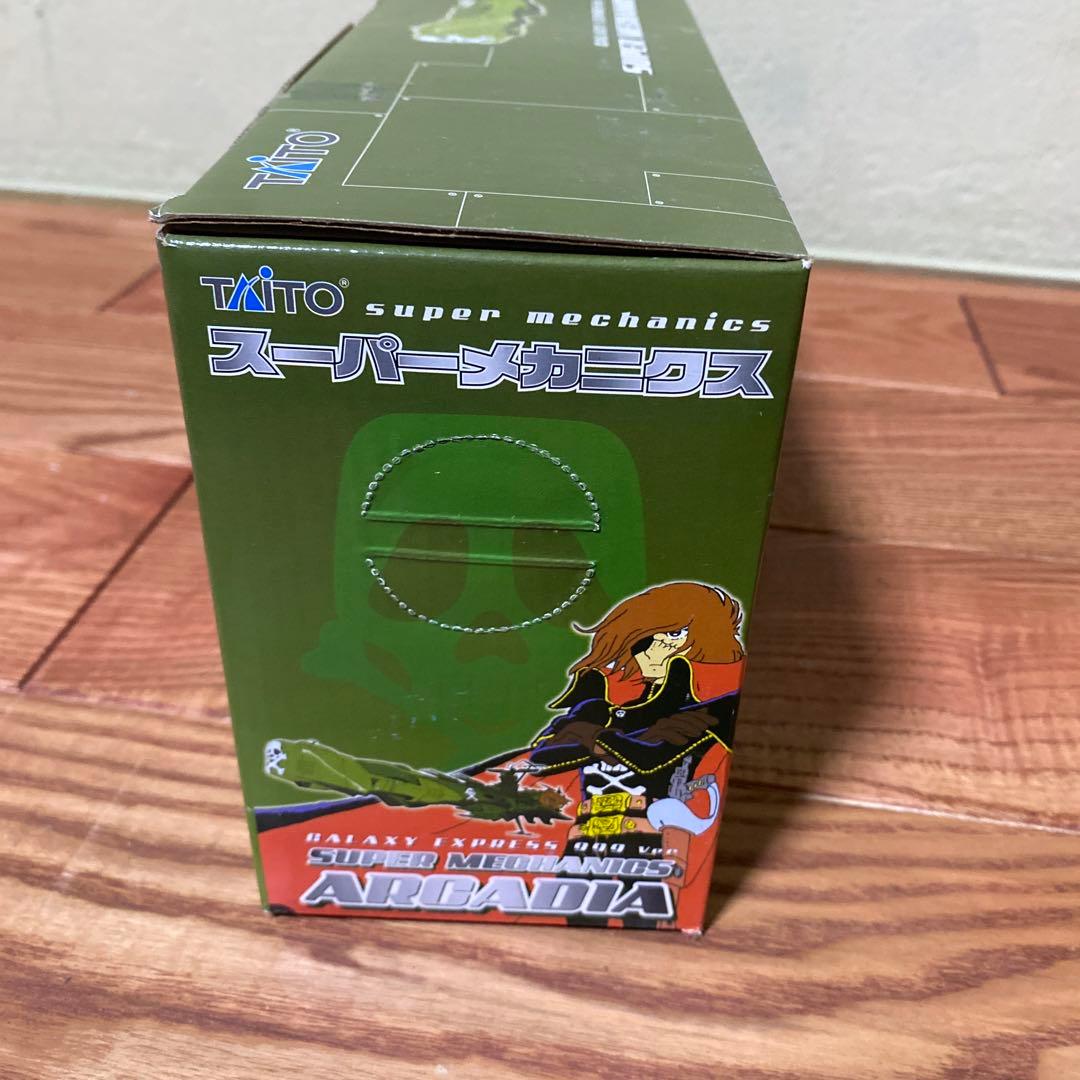 SUPER
TAITO®
TAITO®
super mechanics
スーパーメカニクス
GALAXY EXPRESS 999 Ver.
SUPER MECHANICS
ARCADIA